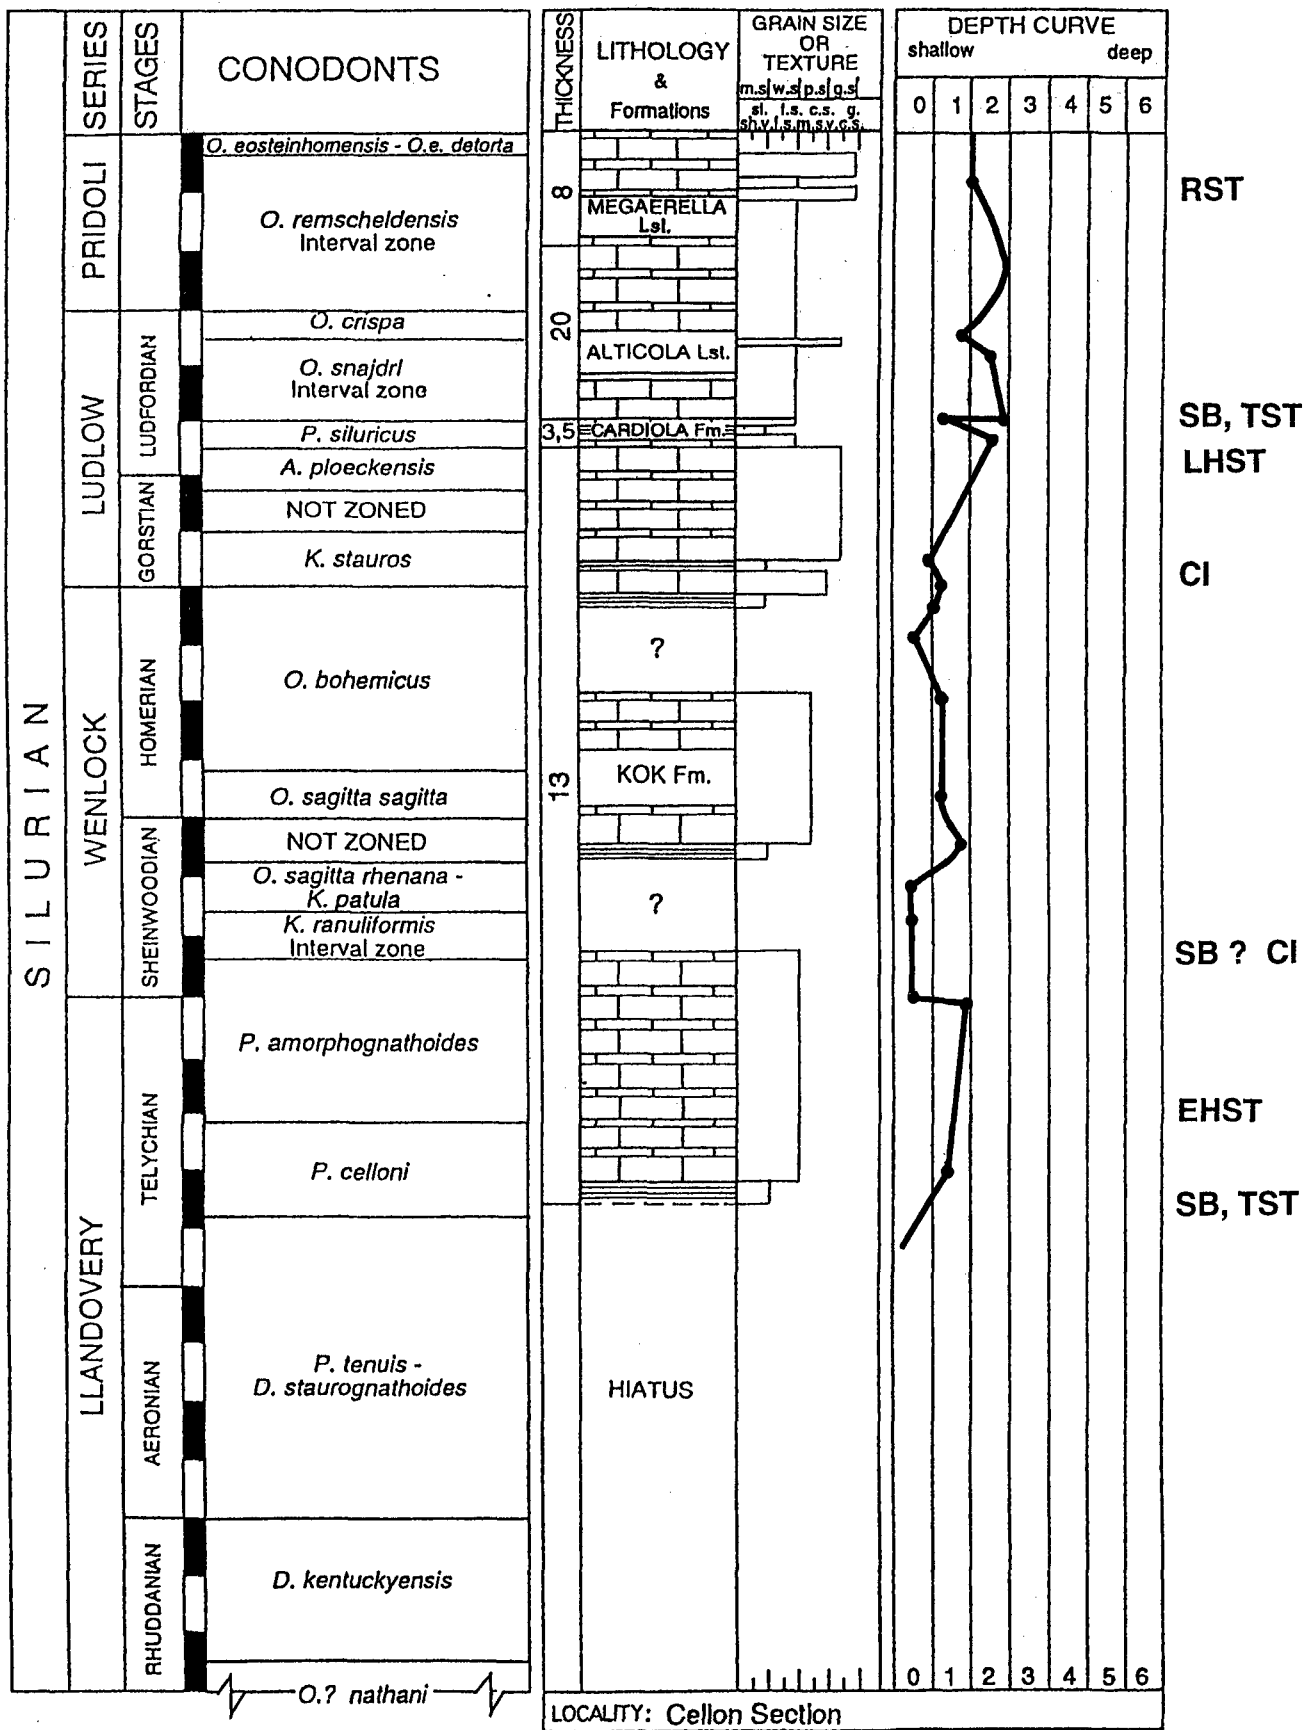 SILURIAN
SERIES
STAGES
CONODONTS
PRIDOLI
LUDLOW
WENLOCK
LLANDOVERY
LUDFORDIAN
GORSTIAN
HOMERIAN
SHEINWOODIAN
TELYCHIAN
AERONIAN
RHUDDANIAN
O. eosteinhornensis - O.e. detorta
O. remscheldensis
Interval zone
O. crispa
O. snajdrl
Interval zone
P. siluricus
A. ploeckensis
NOT ZONED
K. stauros
O. bohemicus
O. sagitta sagitta
NOT ZONED
O. sagitta rhenana -
K. patula
K. ranuliformis
Interval zone
P. amorphognathoides
P. celloni
P. tenuis -
D. staurognathoides
D. kentuckyensis
O.? nathani
THICKNESS
8
20
3,5
13
LITHOLOGY
&
Formations
MEGAERELLA
Lst.
ALTICOLA Lst.
CARDIOLA Fm.
?
KOK Fm.
?
HIATUS
GRAIN SIZE
OR
TEXTURE
m.s w.s p.s g.s
sl. f.s. c.s. g.
sh.v.f.s.m.s.v.c.s.
DEPTH CURVE
shallow deep
0 1 2 3 4 5 6
0 1 2 3 4 5 6
RST
SB, TST
LHST
CI
SB ? CI
EHST
SB, TST
LOCALITY: Cellon Section